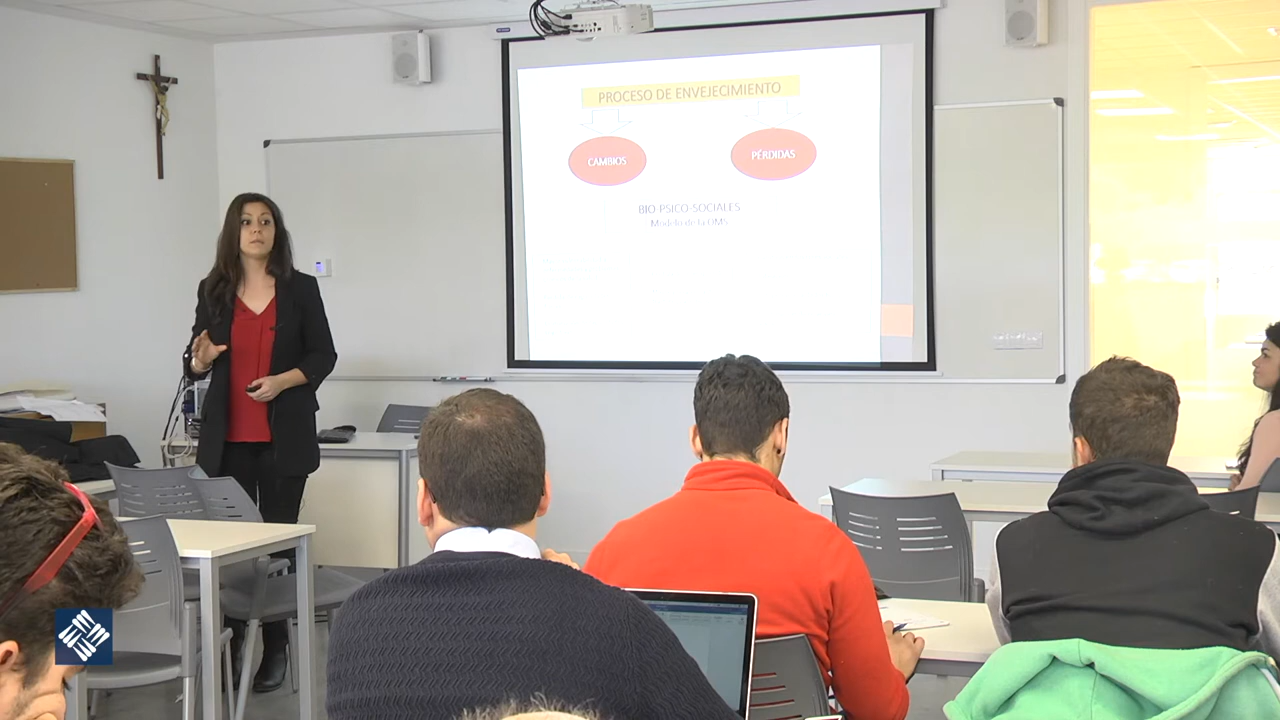 PROCESO DE ENVEJECIMIENTO
CAMBIOS
PÉRDIDAS
BIO PSICO-SOCIALES
Modelo de la OMS